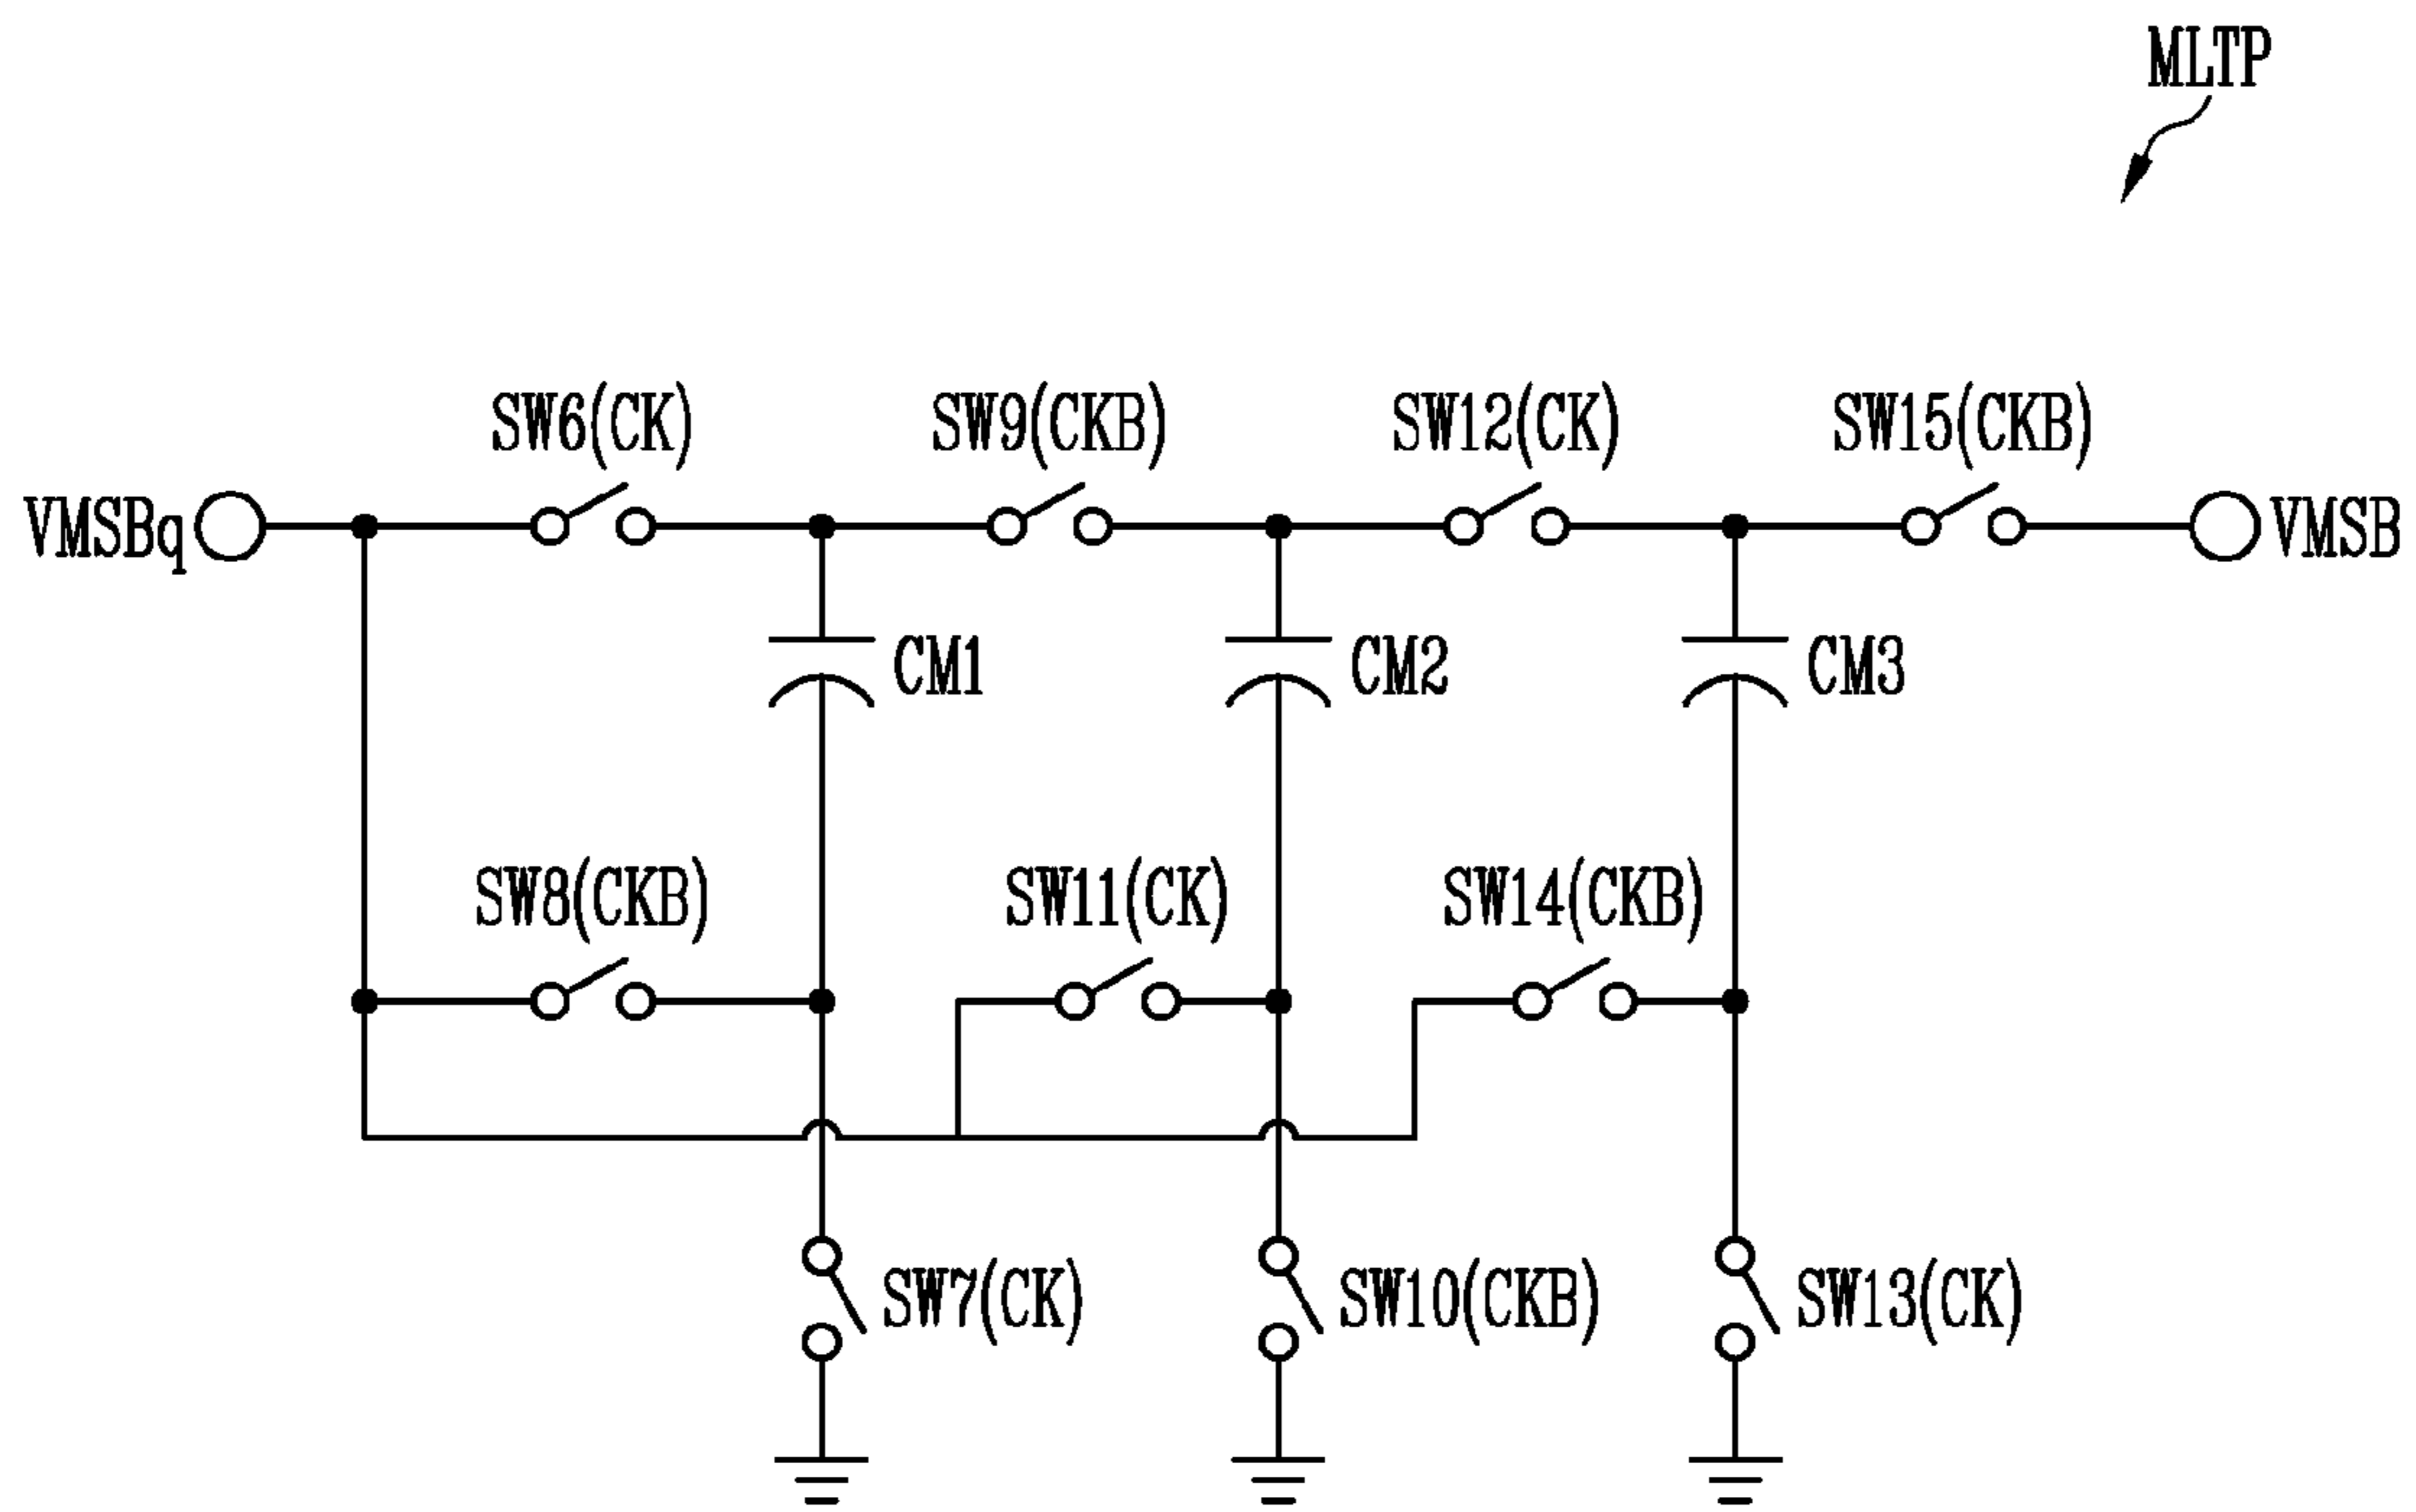 MLTP
SW6(CK)
SW9(CKB)
SW12(CK)
SW15(CKB)
VMSBq
VMSB
CM1
CM2
CM3
SW8(CKB)
SW11(CK)
SW14(CKB)
SW7(CK)
SW10(CKB)
SW13(CK)